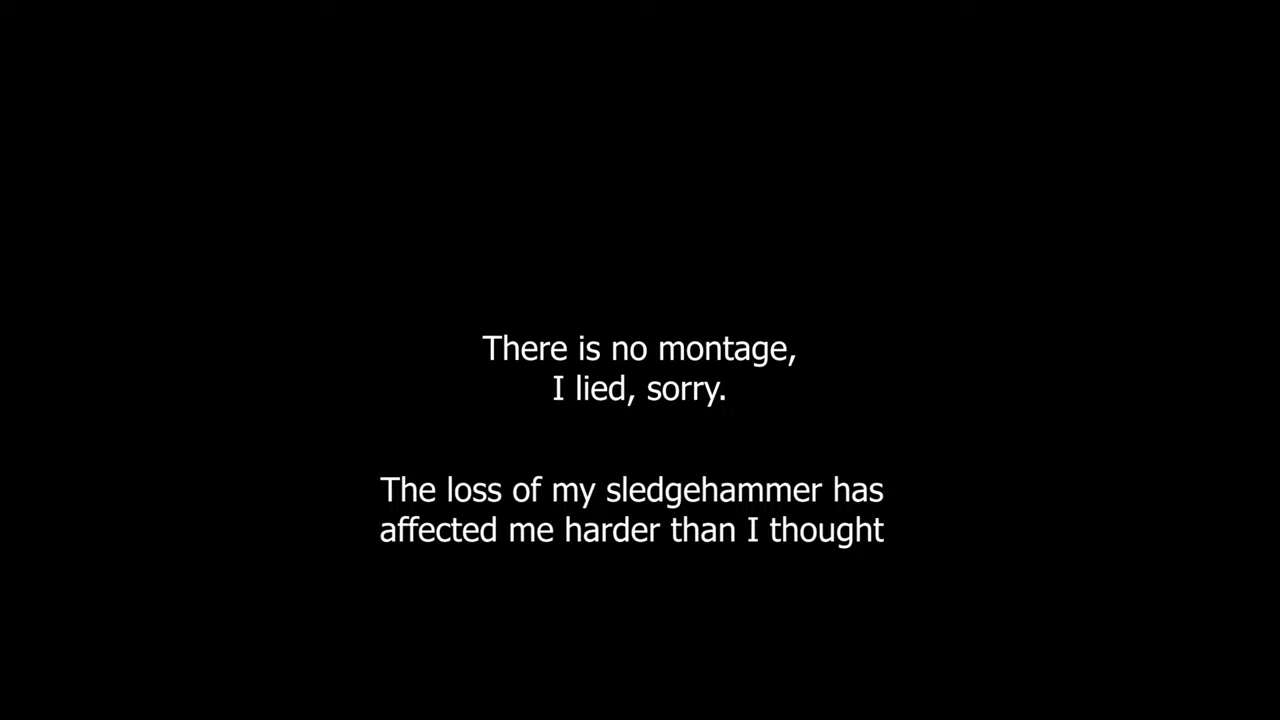 There is no montage,
I lied, sorry.
The loss of my sledgehammer has
affected me harder than I thought